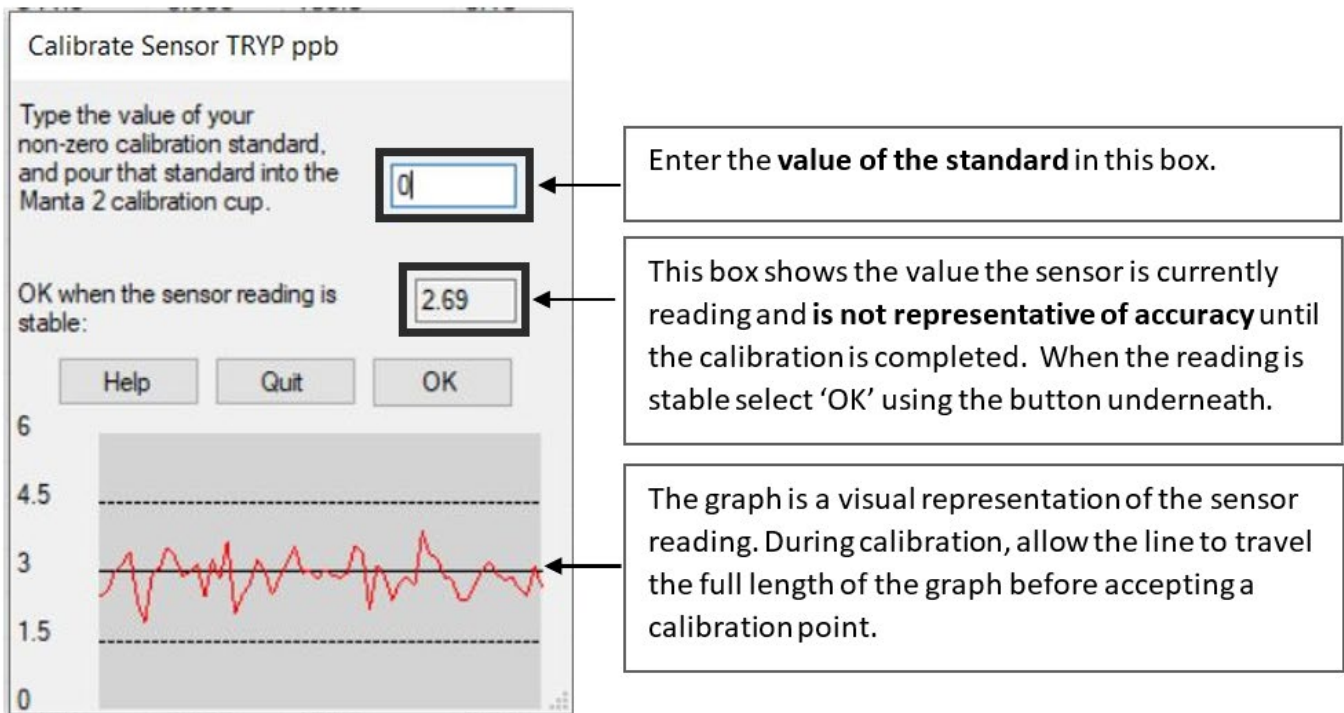 Calibrate Sensor TRYP ppb
Type the value of your
non-zero calibration standard,
and pour that standard into the
Manta 2 calibration cup.
0
OK when the sensor reading is
stable:
2.69
Help
Quit
OK
6
4.5
3
1.5
0
Enter the value of the standard in this box.
This box shows the value the sensor is currently
reading and is not representative of accuracy until
the calibration is completed. When the reading is
stable select ‘OK’ using the button underneath.
The graph is a visual representation of the sensor
reading. During calibration, allow the line to travel
the full length of the graph before accepting a
calibration point.